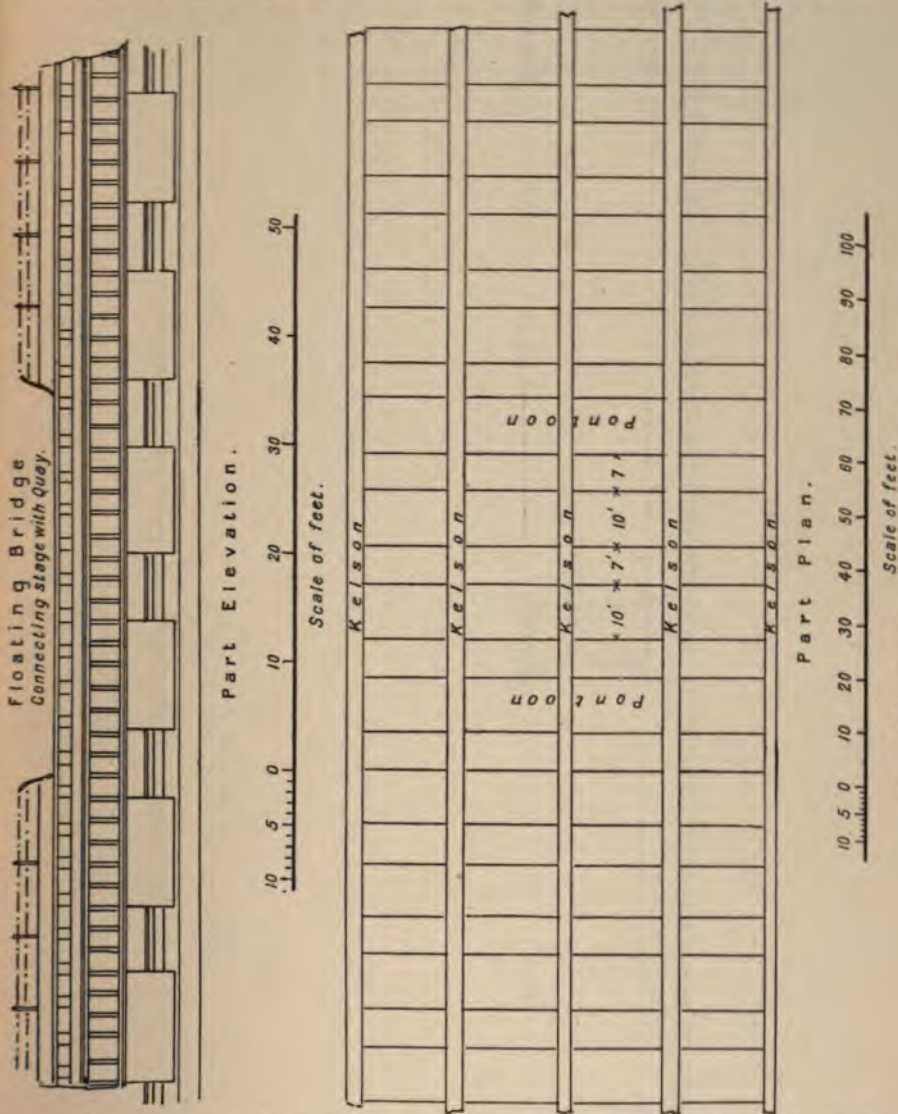 Floating Bridge
Connecting Stage with Quay.
Part Elevation.
10 5 0 10 20 30 40 50
Scale of feet.
Kelson
Kelson
Pontoon Pontoon
Kelson
10' × 7' × 10' × 7'
Kelson
Kelson
Part Plan.
10 5 0 10 20 30 40 50 60 70 80 90 100
Scale of feet.